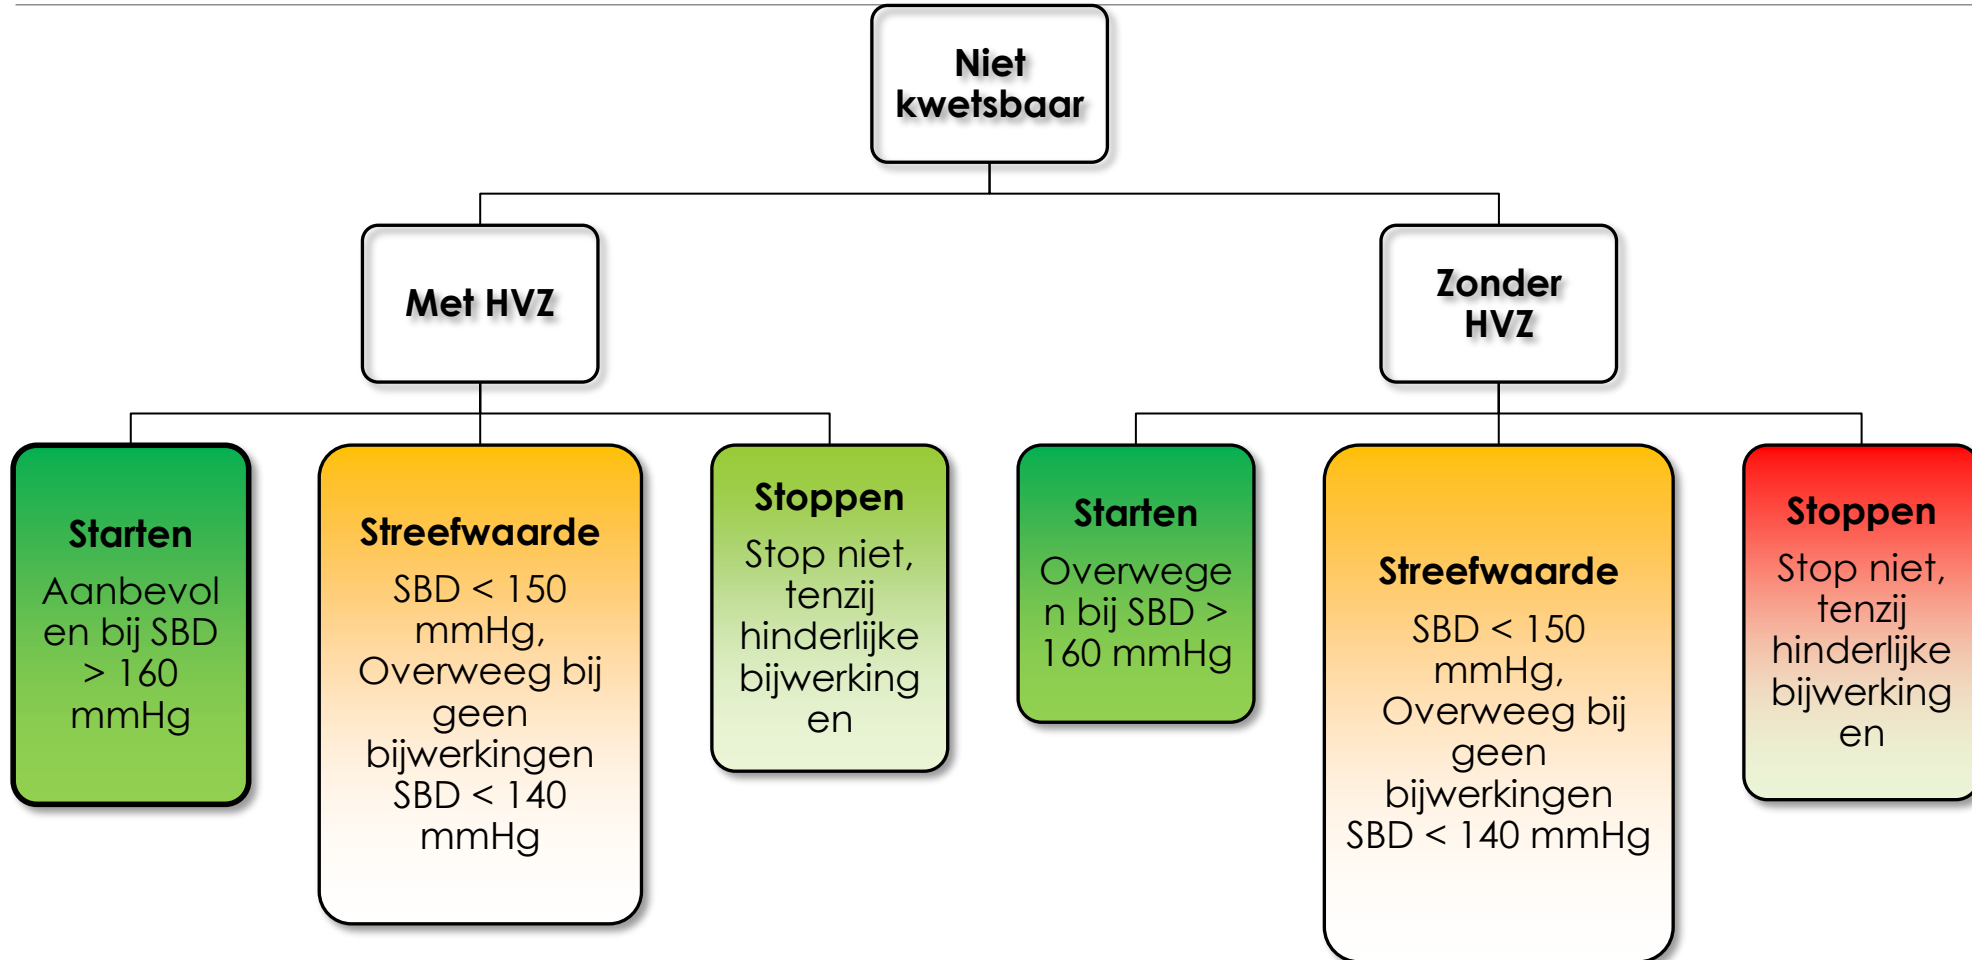 Niet
kwetsbaar
Met HVZ
Zonder
HVZ
Starten
Aanbevol
en bij SBD
> 160
mmHg
Streefwaarde
SBD < 150
mmHg,
Overweeg bij
geen
bijwerkingen
SBD < 140
mmHg
Stoppen
Stop niet,
tenzij
hinderlijke
bijwerking
en
Starten
Overwege
n bij SBD >
160 mmHg
Streefwaarde
SBD < 150
mmHg,
Overweeg bij
geen
bijwerkingen
SBD < 140 mmHg
Stoppen
Stop niet,
tenzij
hinderlijke
bijwerking
en